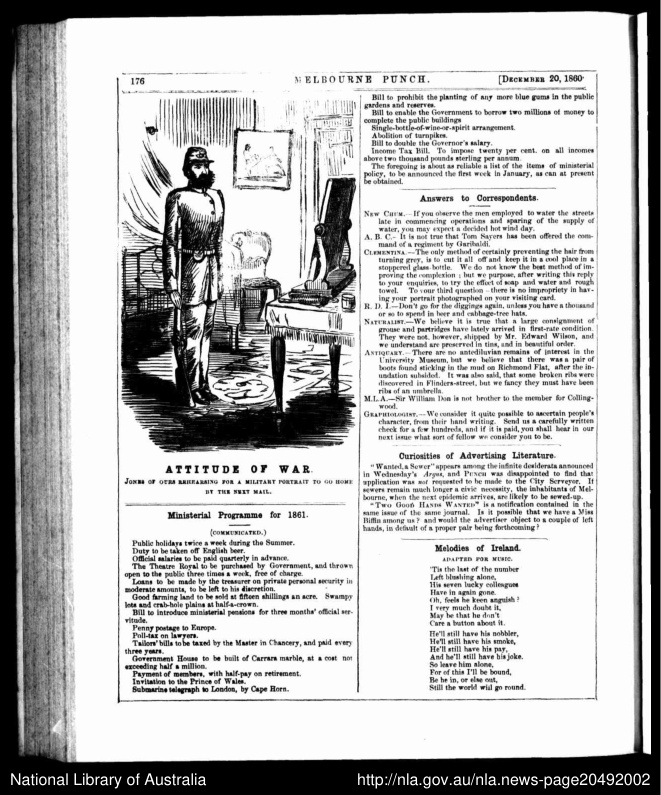 176
MELBOURNE PUNCH.
[DECEMBER 20, 1860·
ATTITUDE OF WAR.
JONES OF OURS REHEARSING FOR A MILITARY PORTRAIT TO GO HOME
BY THE NEXT MAIL.
Ministerial Programme for 1861.
(COMMUNICATED.)
Public holidays twice a week during the Summer.
Duty to be taken off English beer.
Official salaries to be paid quarterly in advance.
The Theatre Royal to be purchased by Government, and thrown
open to the public three times a week, free of charge.
Loans to be made by the treasurer on private personal security in
moderate amounts, to be left to his discretion.
Good farming land to be sold at fifteen shillings an acre. Swampy
lots and crab-hole plains at half-a-crown.
Bill to introduce ministerial pensions for three months' official ser-
vitude.
Penny postage to Europe.
Poll-tax on lawyers.
Tailors' bills to be taxed by the Master in Chancery, and paid every
three years.
Government House to be built of Carrara marble, at a cost not
exceeding half a million.
Payment of members, with half-pay on retirement.
Invitation to the Prince of Wales.
Submarine telegraph to London, by Cape Horn.
Bill to prohibit the planting of any more blue gums in the public
gardens and reserves.
Bill to enable the Government to borrow two millions of money to
complete the public buildings
Single-bottle-of-wine-or-spirit arrangement.
Abolition of turnpikes.
Bill to double the Governor's salary.
Income Tax Bill. To impose twenty per cent. on all incomes
above two thousand pounds sterling per annum.
The foregoing is about as reliable a list of the items of ministerial
policy, to be announced the first week in January, as can at present
be obtained.
Answers to Correspondents.
NEW CHUM.—If you observe the men employed to water the streets
late in commencing operations and sparing of the supply of
water, you may expect a decided hot wind day.
A. B. C.—It is not true that Tom Sayers has been offered the com-
mand of a regiment by Garibaldi.
CLEMENTINA.—The only method of certainly preventing the hair from
turning grey, is to cut it all off and keep it in a cool place in a
stoppered glass-bottle. We do not know the best method of im-
proving the complexion; but we purpose, after writing this reply
to your enquiries, to try the effect of soap and water and rough
towel. To your third question—there is no impropriety in hav-
ing your portrait photographed on your visiting card.
R. D. I.—Don't go for the diggings again, unless you have a thousand
or so to spend in beer and cabbage-tree hats.
NATURALIST.—We believe it is true that a large consignment of
grouse and partridges have lately arrived in first-rate condition.
They were not, however, shipped by Mr. Edward Wilson, and
we understand are preserved in tins, and in beautiful order.
ANTIQUARY.—There are no antediluvian remains of interest in the
University Museum, but we believe that there was a pair of
boots found sticking in the mud on Richmond Flat, after the in-
undation subsided. It was also said, that some broken ribs were
discovered in Flinders-street, but we fancy they must have been
ribs of an umbrella.
M.L.A.—Sir William Don is not brother to the member for Colling-
wood.
GRAPHIOLOGIST.—We consider it quite possible to ascertain people's
character, from their hand writing. Send us a carefully written
check for a few hundreds, and if it is paid, you shall hear in our
next issue what sort of fellow we consider you to be.
Curiosities of Advertising Literature.
"Wanted, a Sewer" appears among the infinite desiderata announced
in Wednesday's Argus, and PUNCH was disappointed to find that
application was not requested to be made to the City Serveyor. If
sewers remain much longer a civic necessity, the inhabitants of Mel-
bourne, when the next epidemic arrives, are likely to be sewed-up.
"TWO GOOD HANDS WANTED" is a notification contained in the
same issue of the same journal. Is it possible that we have a Miss
Biffin among us? and would the advertiser object to a couple of left
hands, in default of a proper pair being forthcoming?
Melodies of Ireland.
ADAPTED FOR MUSIC.
'Tis the last of the number
Left blushing alone,
His seven lucky colleagues
Have in again gone.
Oh, feels he keen anguish?
I very much doubt it,
May be that he don't
Care a button about it.
He'll still have his nobbler,
He'll still have his smoke,
He'll still have his pay,
And he'll still have his joke.
So leave him alone,
For of this I'll be bound,
Be he in, or else out,
Still the world will go round.
National Library of Australia
http://nla.gov.au/nla.news-page20492002